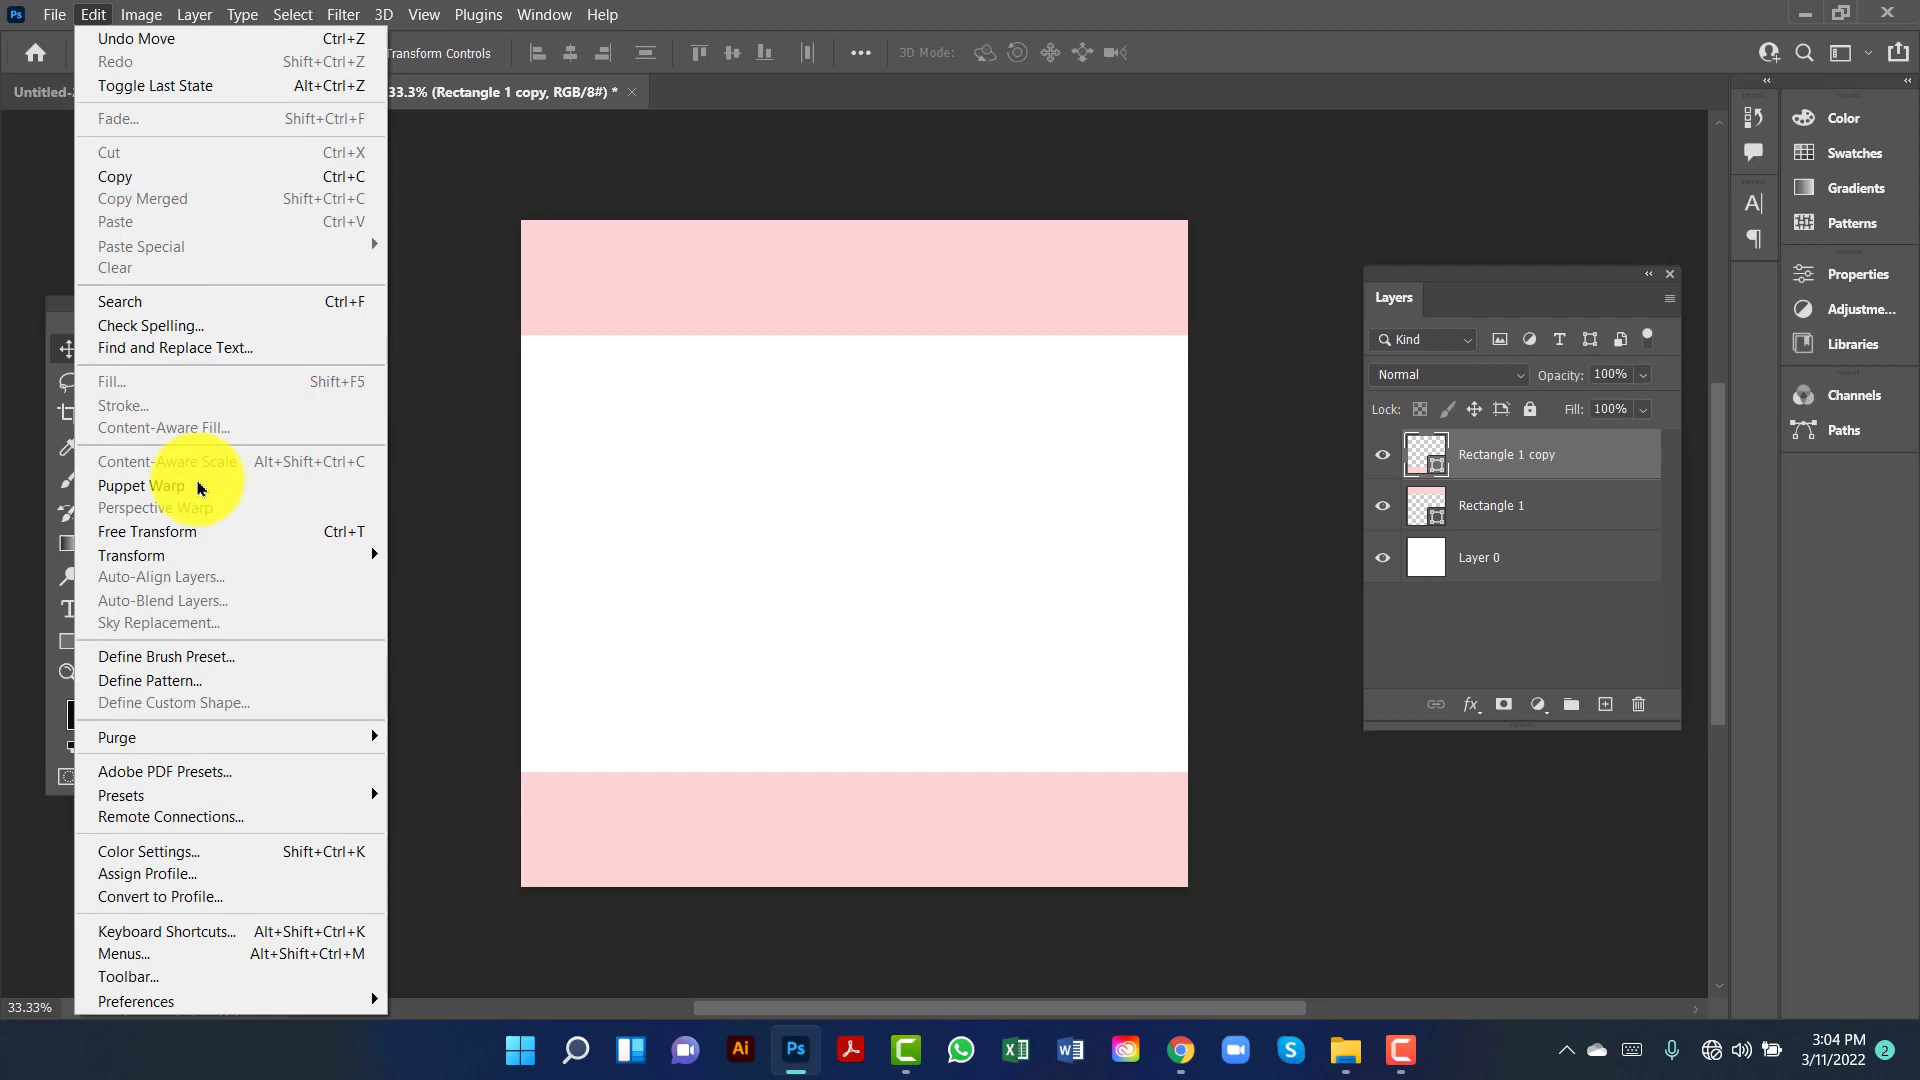 Ps File Edit Image Layer Type Select Filter 3D View Plugins Window Help
Transform Controls 3D Mode:
Untitled- 33.3% (Rectangle 1 copy, RGB/8#) *
Undo Move Ctrl+Z
Redo Shift+Ctrl+Z
Toggle Last State Alt+Ctrl+Z
Fade... Shift+Ctrl+F
Cut Ctrl+X
Copy Ctrl+C
Copy Merged Shift+Ctrl+C
Paste Ctrl+V
Paste Special
Clear
Search Ctrl+F
Check Spelling...
Find and Replace Text...
Fill... Shift+F5
Stroke...
Content-Aware Fill...
Content-Aware Scale Alt+Shift+Ctrl+C
Puppet Warp
Perspective Warp
Free Transform Ctrl+T
Transform
Auto-Align Layers...
Auto-Blend Layers...
Sky Replacement...
Define Brush Preset...
Define Pattern...
Define Custom Shape...
Purge
Adobe PDF Presets...
Presets
Remote Connections...
Color Settings... Shift+Ctrl+K
Assign Profile...
Convert to Profile...
Keyboard Shortcuts... Alt+Shift+Ctrl+K
Menus... Alt+Shift+Ctrl+M
Toolbar...
Preferences
33.33%
Layers
Kind
Normal Opacity: 100%
Lock: Fill: 100%
Rectangle 1 copy
Rectangle 1
Layer 0
Color
Swatches
Gradients
Patterns
Properties
Adjustme...
Libraries
Channels
Paths
Ai Ps
3:04 PM
3/11/2022
2